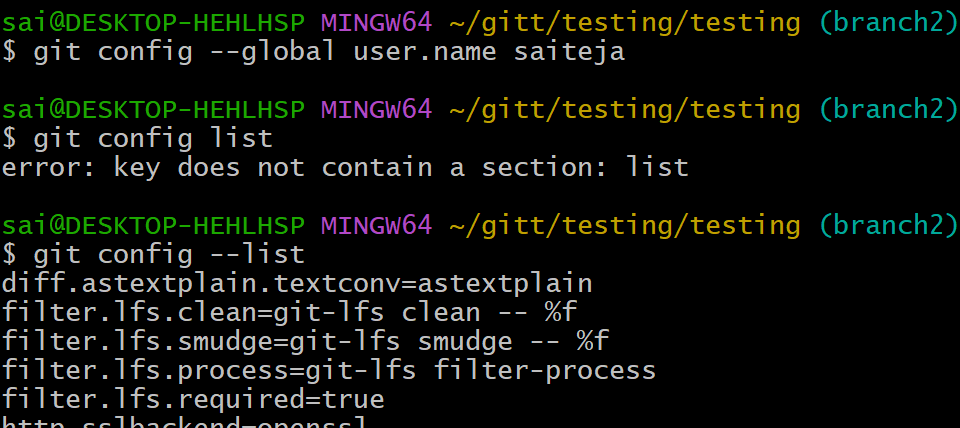 sai@DESKTOP-HEHLHSP MINGW64 ~/gitt/testing/testing (branch2)
$ git config --global user.name saiteja
sai@DESKTOP-HEHLHSP MINGW64 ~/gitt/testing/testing (branch2)
$ git config list
error: key does not contain a section: list
sai@DESKTOP-HEHLHSP MINGW64 ~/gitt/testing/testing (branch2)
$ git config --list
diff.astextplain.textconv=astextplain
filter.lfs.clean=git-lfs clean -- %f
filter.lfs.smudge=git-lfs smudge -- %f
filter.lfs.process=git-lfs filter-process
filter.lfs.required=true
http.sslbackend=openssl